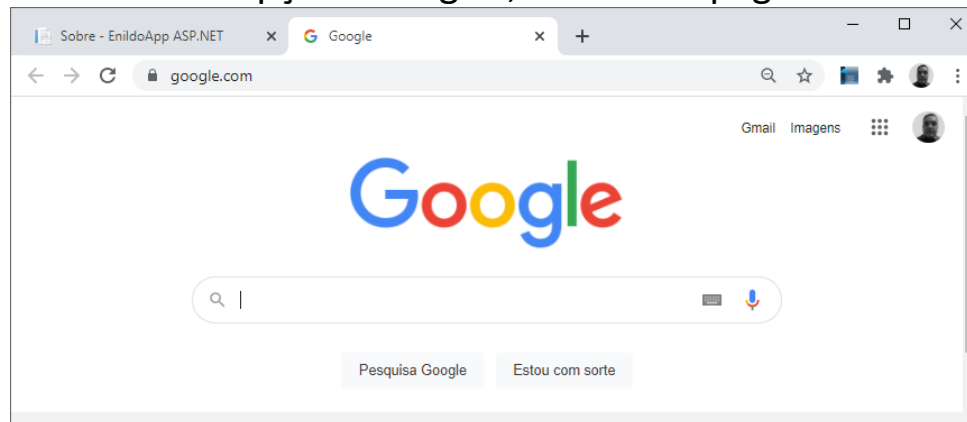 Sobre - EnildoApp ASP.NET
Google
google.com
Gmail Imagens
Google
Pesquisa Google Estou com sorte